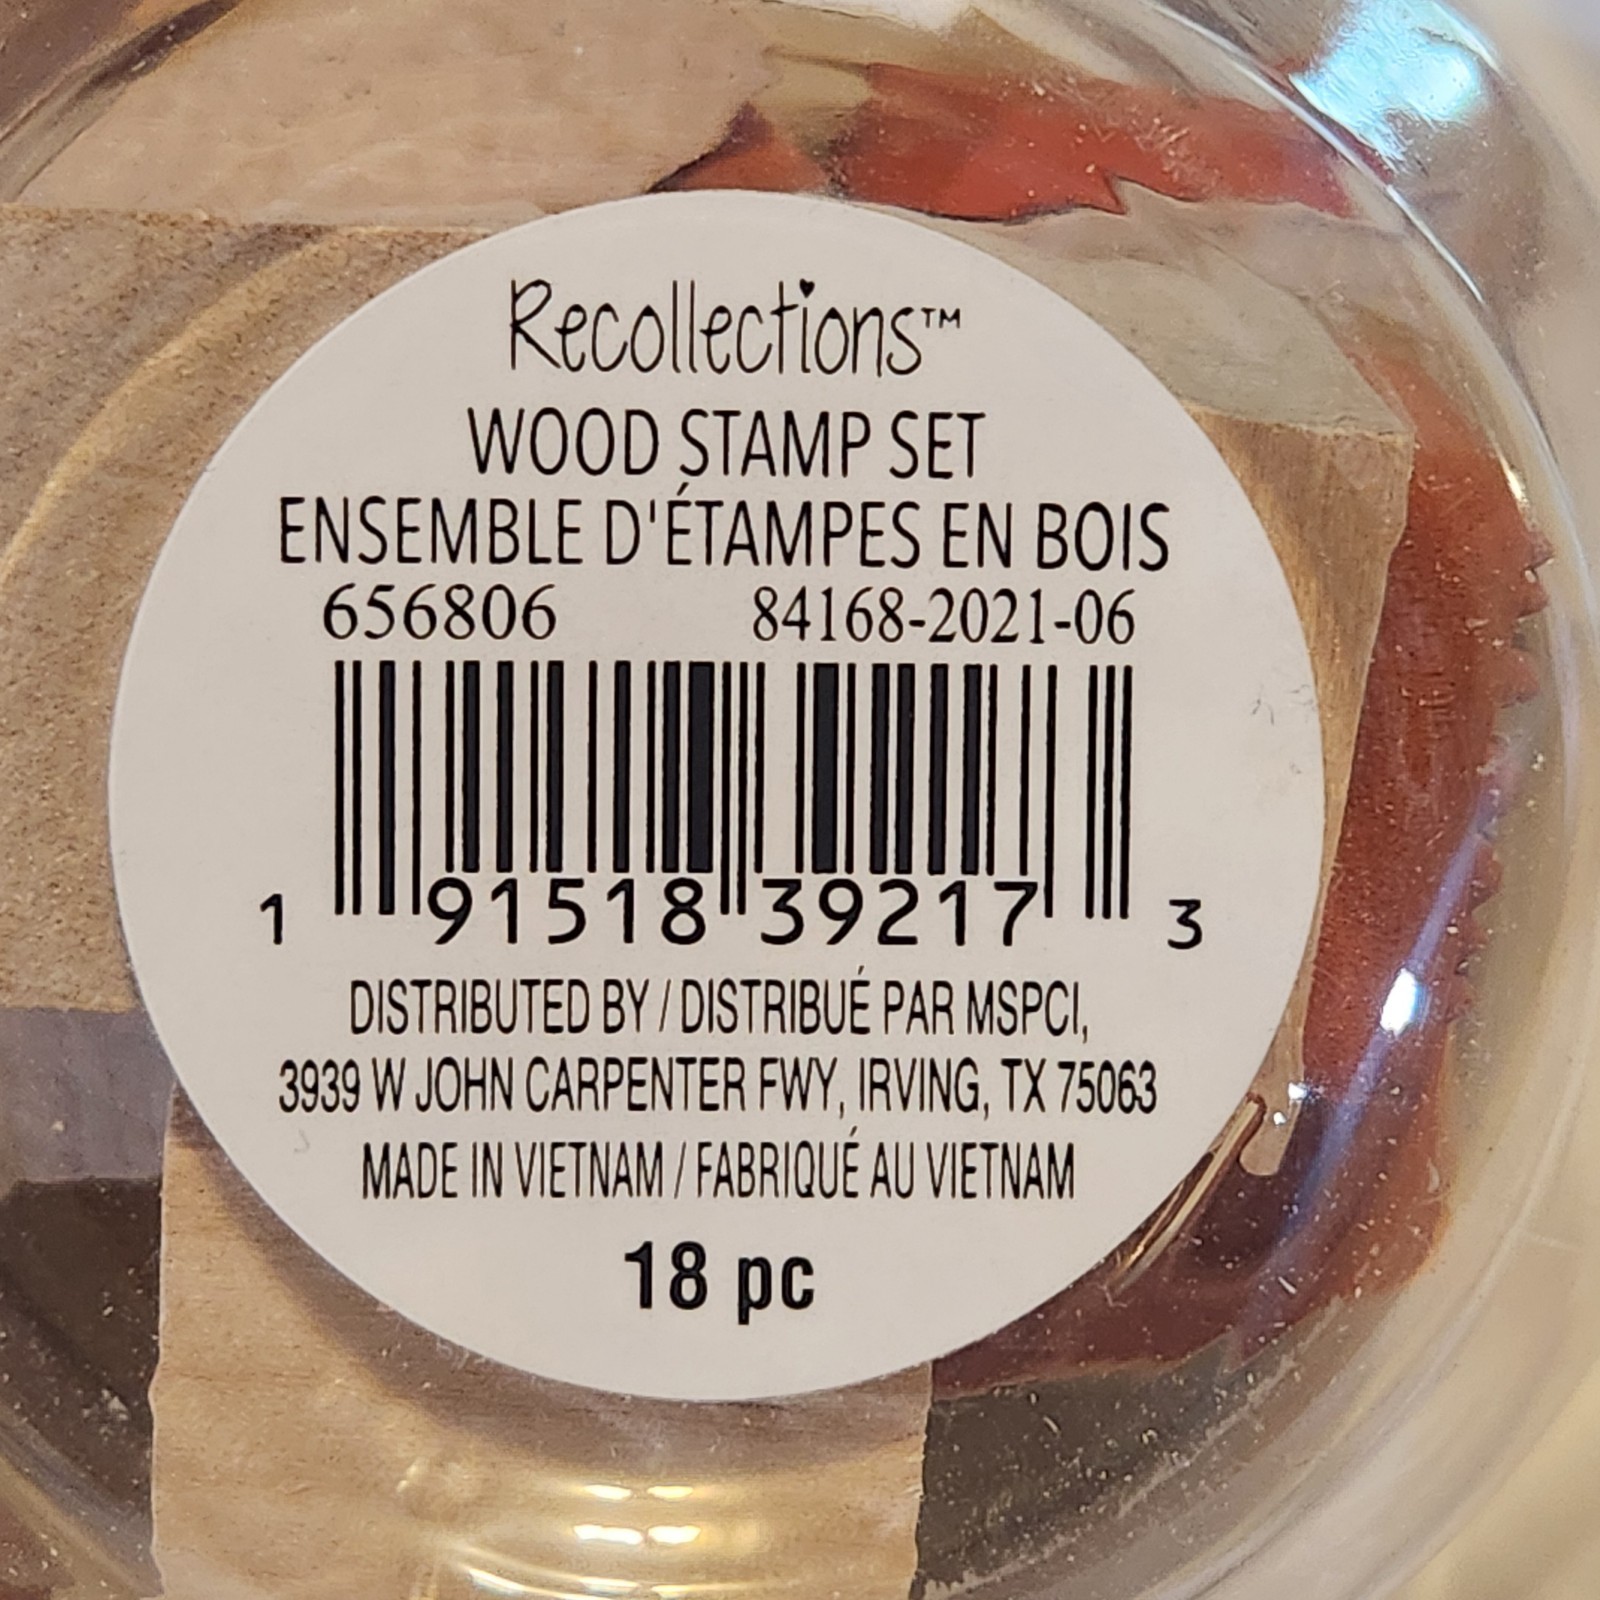 Recollections™
WOOD STAMP SET
ENSEMBLE D'ÉTAMPES EN BOIS
656806 84168-2021-06
1 91518 39217 3
DISTRIBUTED BY / DISTRIBUÉ PAR MSPCI,
3939 W JOHN CARPENTER FWY, IRVING, TX 75063
MADE IN VIETNAM / FABRIQUÉ AU VIETNAM
18 pc